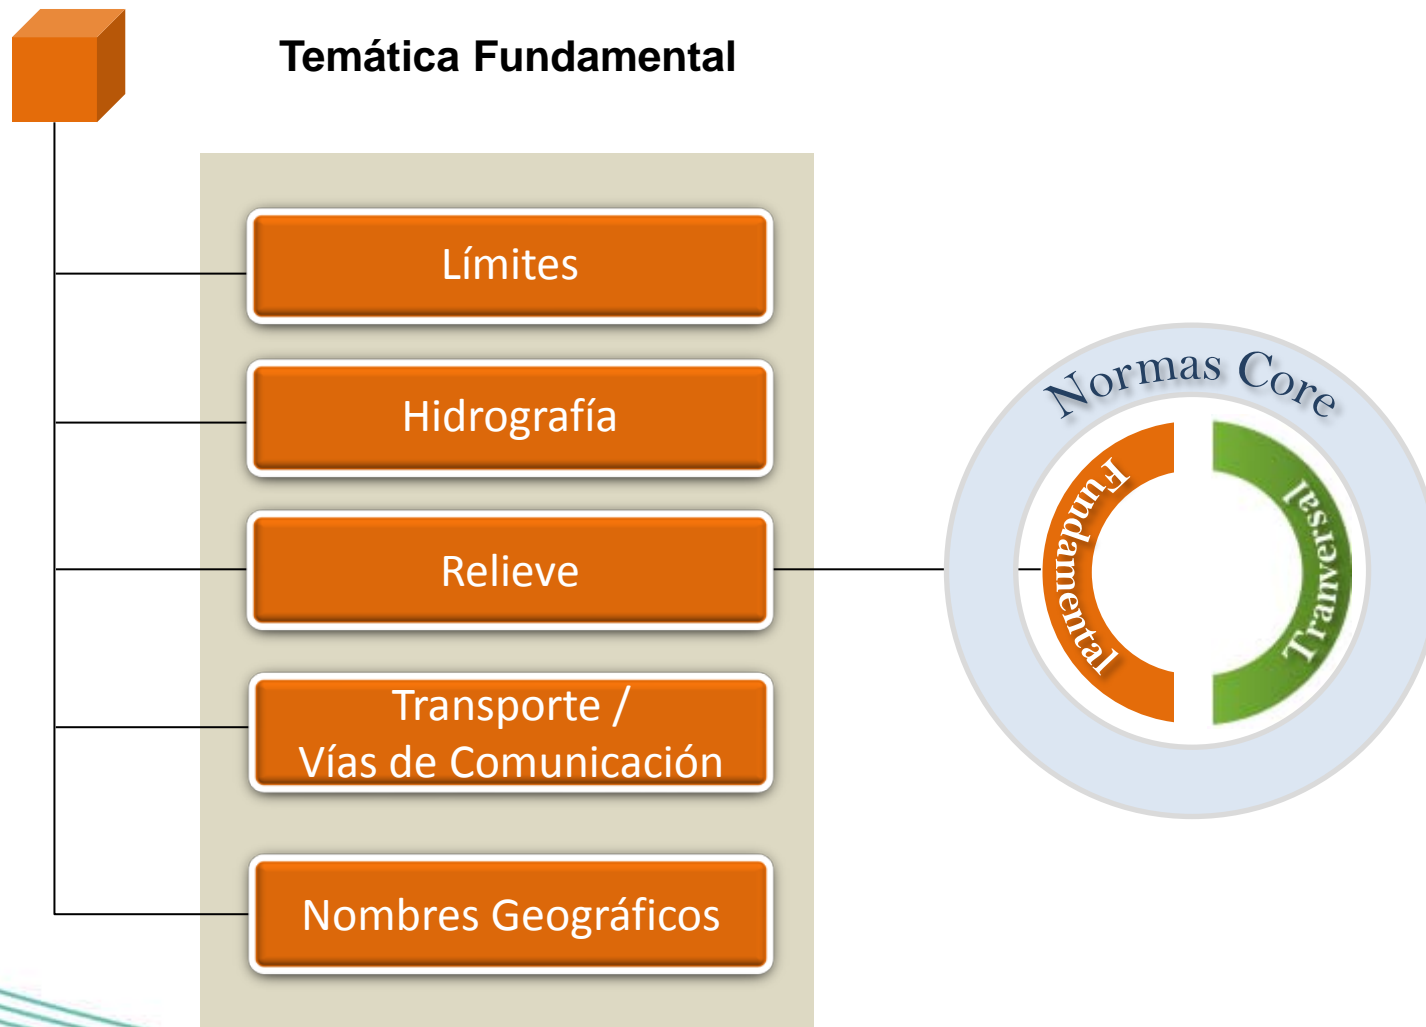 Temática Fundamental
Límites
Hidrografía
Relieve
Transporte /
Vías de Comunicación
Nombres Geográficos
Normas Core
Fundamental
Tranversal